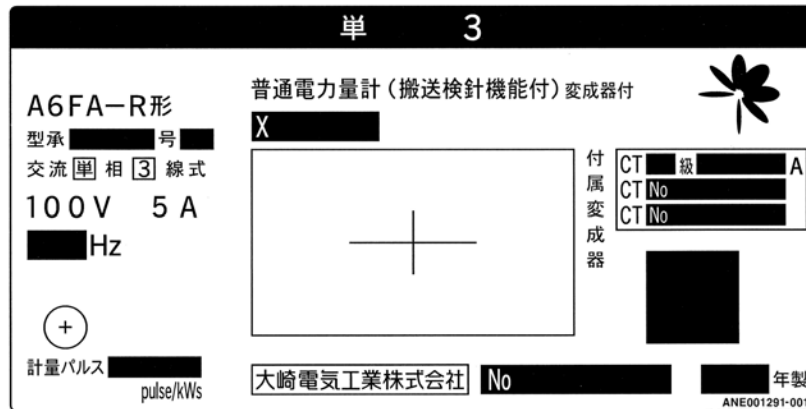 単 3
A6FA-R形
型承 号
交流 単 相 3 線式
100V 5A
Hz
計量パルス
pulse/kWs
普通電力量計(搬送検針機能付)変成器付
X
付属変成器
CT 級 A
CT No
CT No
大崎電気工業株式会社 No 年製
ANE001291-001